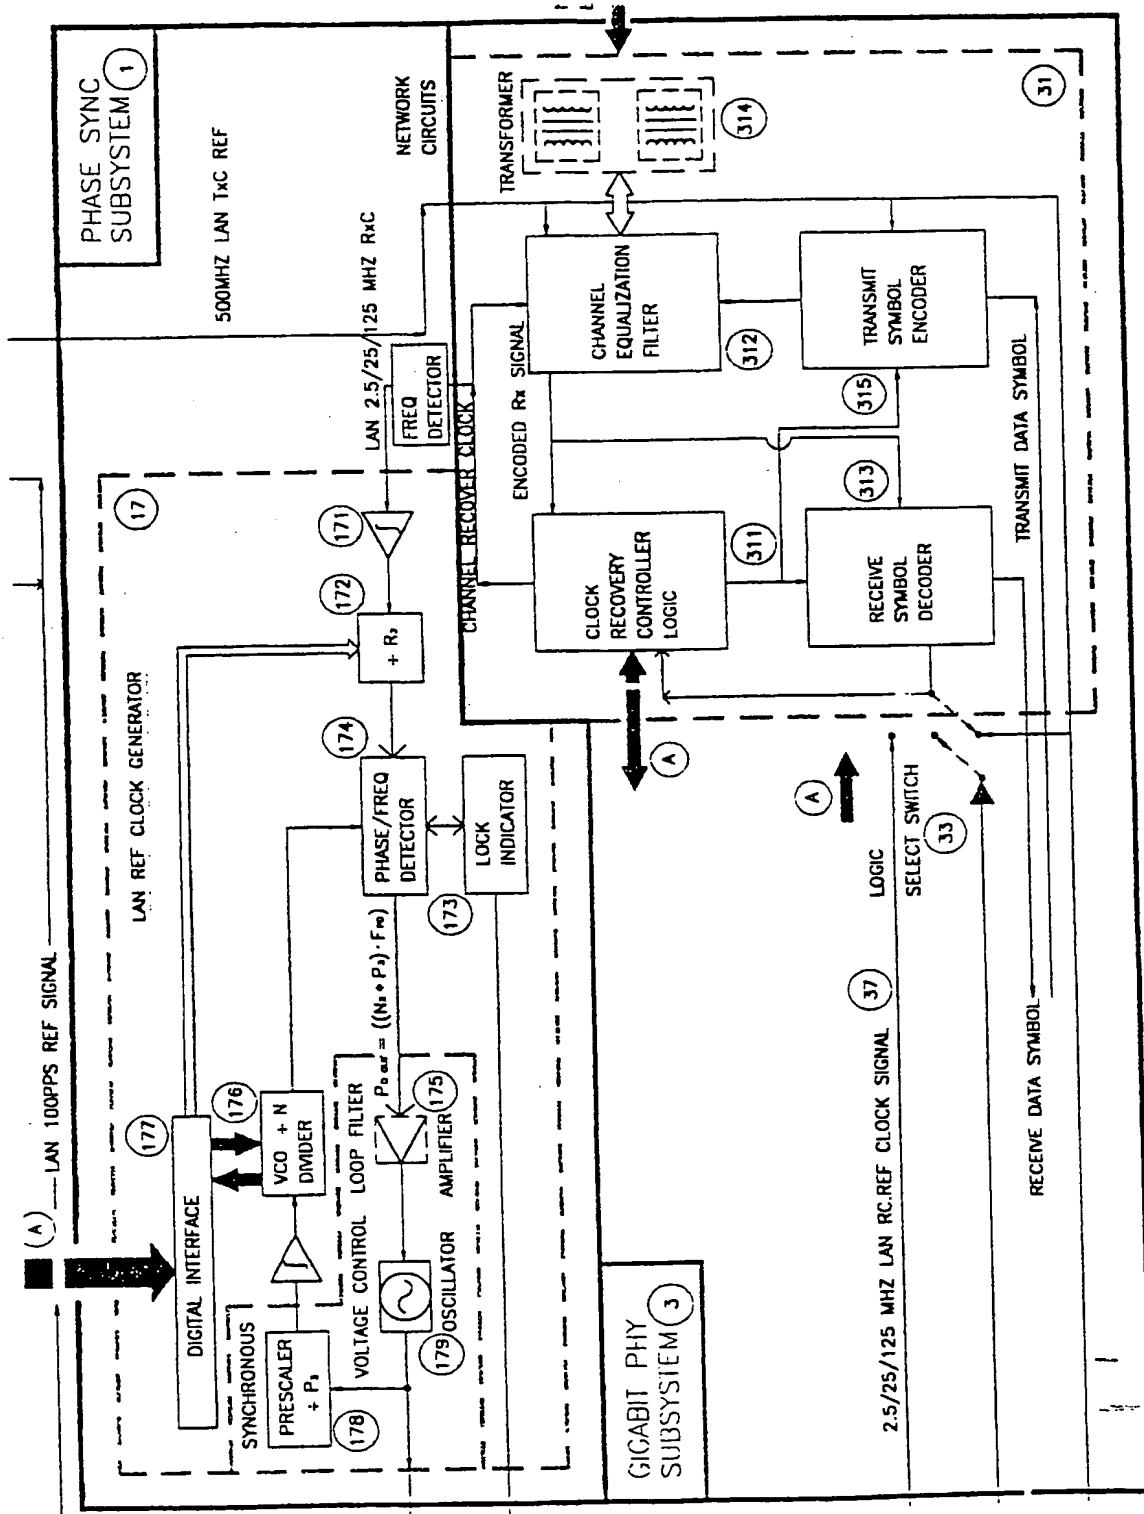 PHASE SYNC
SUBSYSTEM 1
500MHZ LAN TxC REF
NETWORK
CIRCUITS
LAN 100PPS REF SIGNAL
(A)
17
LAN REF CLOCK GENERATOR
LAN 2.5/25/125 MHZ RxC
FREQ
DETECTOR
CHANNEL RECOVER CLOCK
171
172
÷ R₂
174
PHASE/FREQ
DETECTOR
173
LOCK
INDICATOR
177
DIGITAL INTERFACE
176
VCO ÷ N
DIVIDER
SYNCHRONOUS
PRESCALER
÷ P₂
178
VOLTAGE CONTROL
LOOP FILTER
175
AMPLIFIER
179
OSCILLATOR
31
TRANSFORMER
314
CHANNEL
EQUALIZATION
FILTER
312
ENCODED Rx SIGNAL
TRANSMIT
SYMBOL
ENCODER
315
CLOCK
RECOVERY
CONTROLLER
LOGIC
311
RECEIVE
SYMBOL
DECODER
313
TRANSMIT DATA SYMBOL
A
A
LOGIC
SELECT SWITCH
33
37
2.5/25/125 MHZ LAN RC.REF CLOCK SIGNAL
RECEIVE DATA SYMBOL
GIGABIT PHY
SUBSYSTEM 3